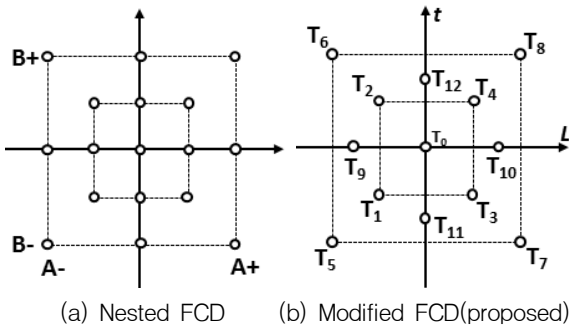 B+
B-
A-
A+
(a) Nested FCD
t
L
T6
T8
T12
T2
T4
T0
T9
T10
T1
T3
T11
T5
T7
(b) Modified FCD(proposed)